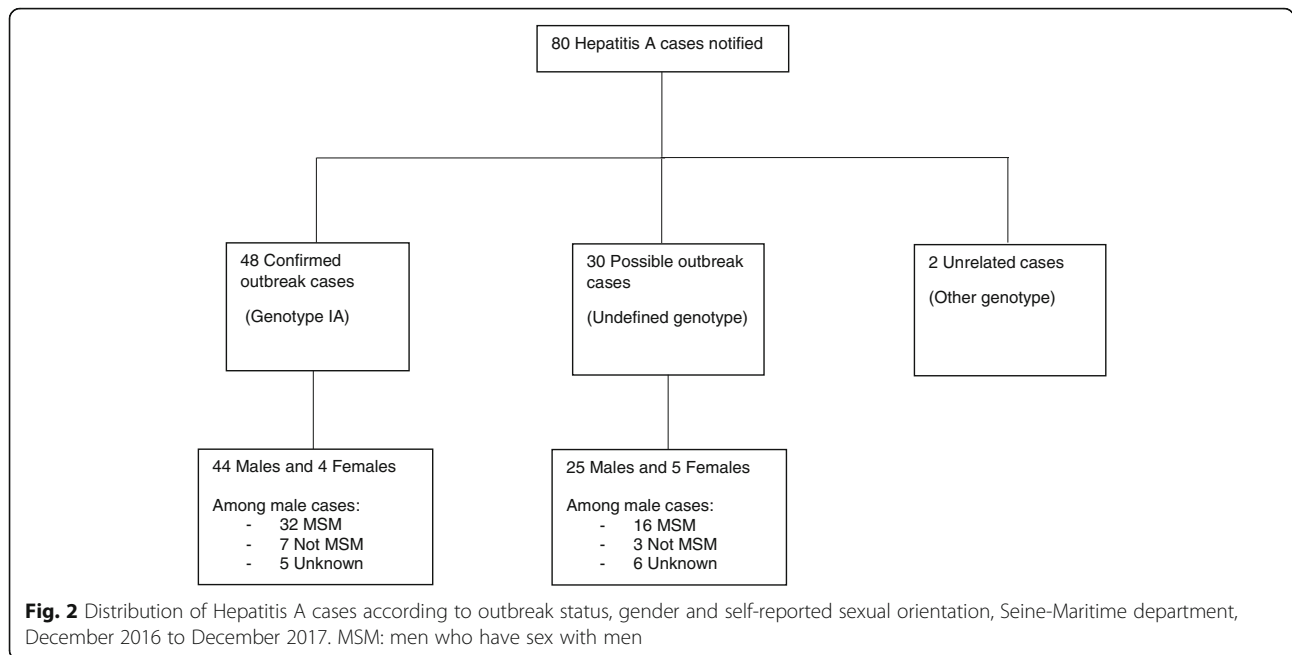 80 Hepatitis A cases notified
48 Confirmed
outbreak cases
(Genotype IA)
30 Possible outbreak
cases
(Undefined genotype)
2 Unrelated cases
(Other genotype)
44 Males and 4 Females
Among male cases:
- 32 MSM
- 7 Not MSM
- 5 Unknown
25 Males and 5 Females
Among male cases:
- 16 MSM
- 3 Not MSM
- 6 Unknown
Fig. 2 Distribution of Hepatitis A cases according to outbreak status, gender and self-reported sexual orientation, Seine-Maritime department,
December 2016 to December 2017. MSM: men who have sex with men